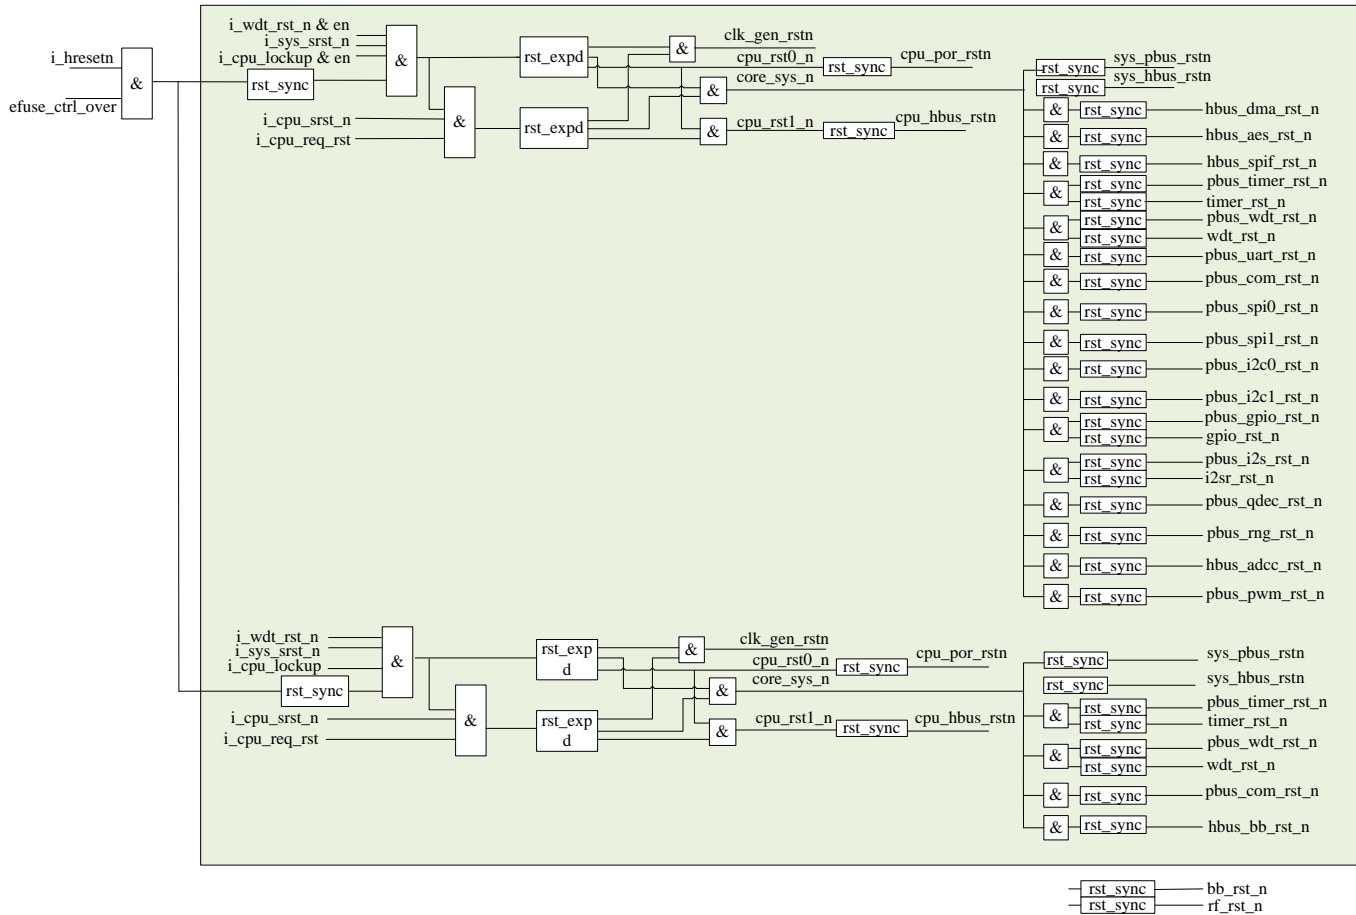 i_hresetn
&
efuse_ctrl_over
i_wdt_rst_n & en
i_sys_srst_n
i_cpu_lockup & en
rst_sync
&
i_cpu_srst_n
i_cpu_req_rst
&
rst_expd
rst_expd
&
&
&
clk_gen_rstn
cpu_rst0_n
core_sys_n
cpu_rst1_n
rst_sync
cpu_por_rstn
rst_sync
cpu_hbus_rstn
rst_sync sys_pbus_rstn
rst_sync sys_hbus_rstn
& rst_sync hbus_dma_rst_n
& rst_sync hbus_aes_rst_n
& rst_sync hbus_spif_rst_n
& rst_sync pbus_timer_rst_n
rst_sync timer_rst_n
& rst_sync pbus_wdt_rst_n
rst_sync wdt_rst_n
& rst_sync pbus_uart_rst_n
& rst_sync pbus_com_rst_n
& rst_sync pbus_spi0_rst_n
& rst_sync pbus_spi1_rst_n
& rst_sync pbus_i2c0_rst_n
& rst_sync pbus_i2c1_rst_n
& rst_sync pbus_gpio_rst_n
rst_sync gpio_rst_n
& rst_sync pbus_i2s_rst_n
rst_sync i2sr_rst_n
& rst_sync pbus_qdec_rst_n
& rst_sync pbus_rng_rst_n
& rst_sync hbus_adcc_rst_n
& rst_sync pbus_pwm_rst_n
i_wdt_rst_n
i_sys_srst_n
i_cpu_lockup
rst_sync
&
i_cpu_srst_n
i_cpu_req_rst
&
rst_exp
d
rst_exp
d
&
&
&
clk_gen_rstn
cpu_rst0_n
core_sys_n
cpu_rst1_n
rst_sync
cpu_por_rstn
rst_sync
cpu_hbus_rstn
rst_sync sys_pbus_rstn
rst_sync sys_hbus_rstn
& rst_sync pbus_timer_rst_n
rst_sync timer_rst_n
& rst_sync pbus_wdt_rst_n
rst_sync wdt_rst_n
& rst_sync pbus_com_rst_n
& rst_sync hbus_bb_rst_n
rst_sync bb_rst_n
rst_sync rf_rst_n